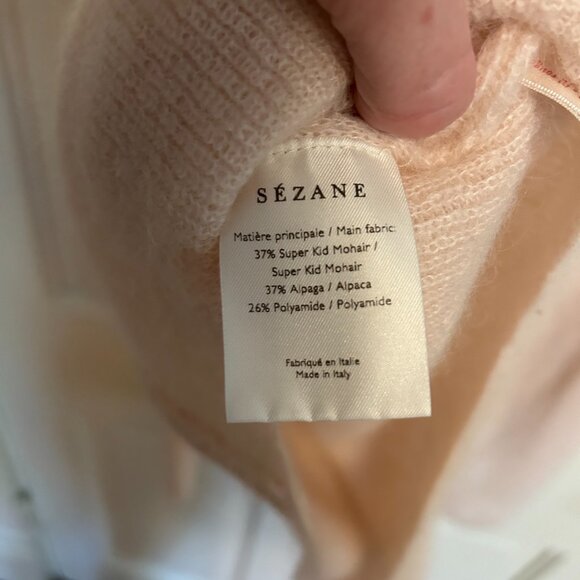 SÉZANE
Matière principale / Main fabric:
37% Super Kid Mohair /
Super Kid Mohair
37% Alpaga / Alpaca
26% Polyamide / Polyamide
Fabriqué en Italie
Made in Italy